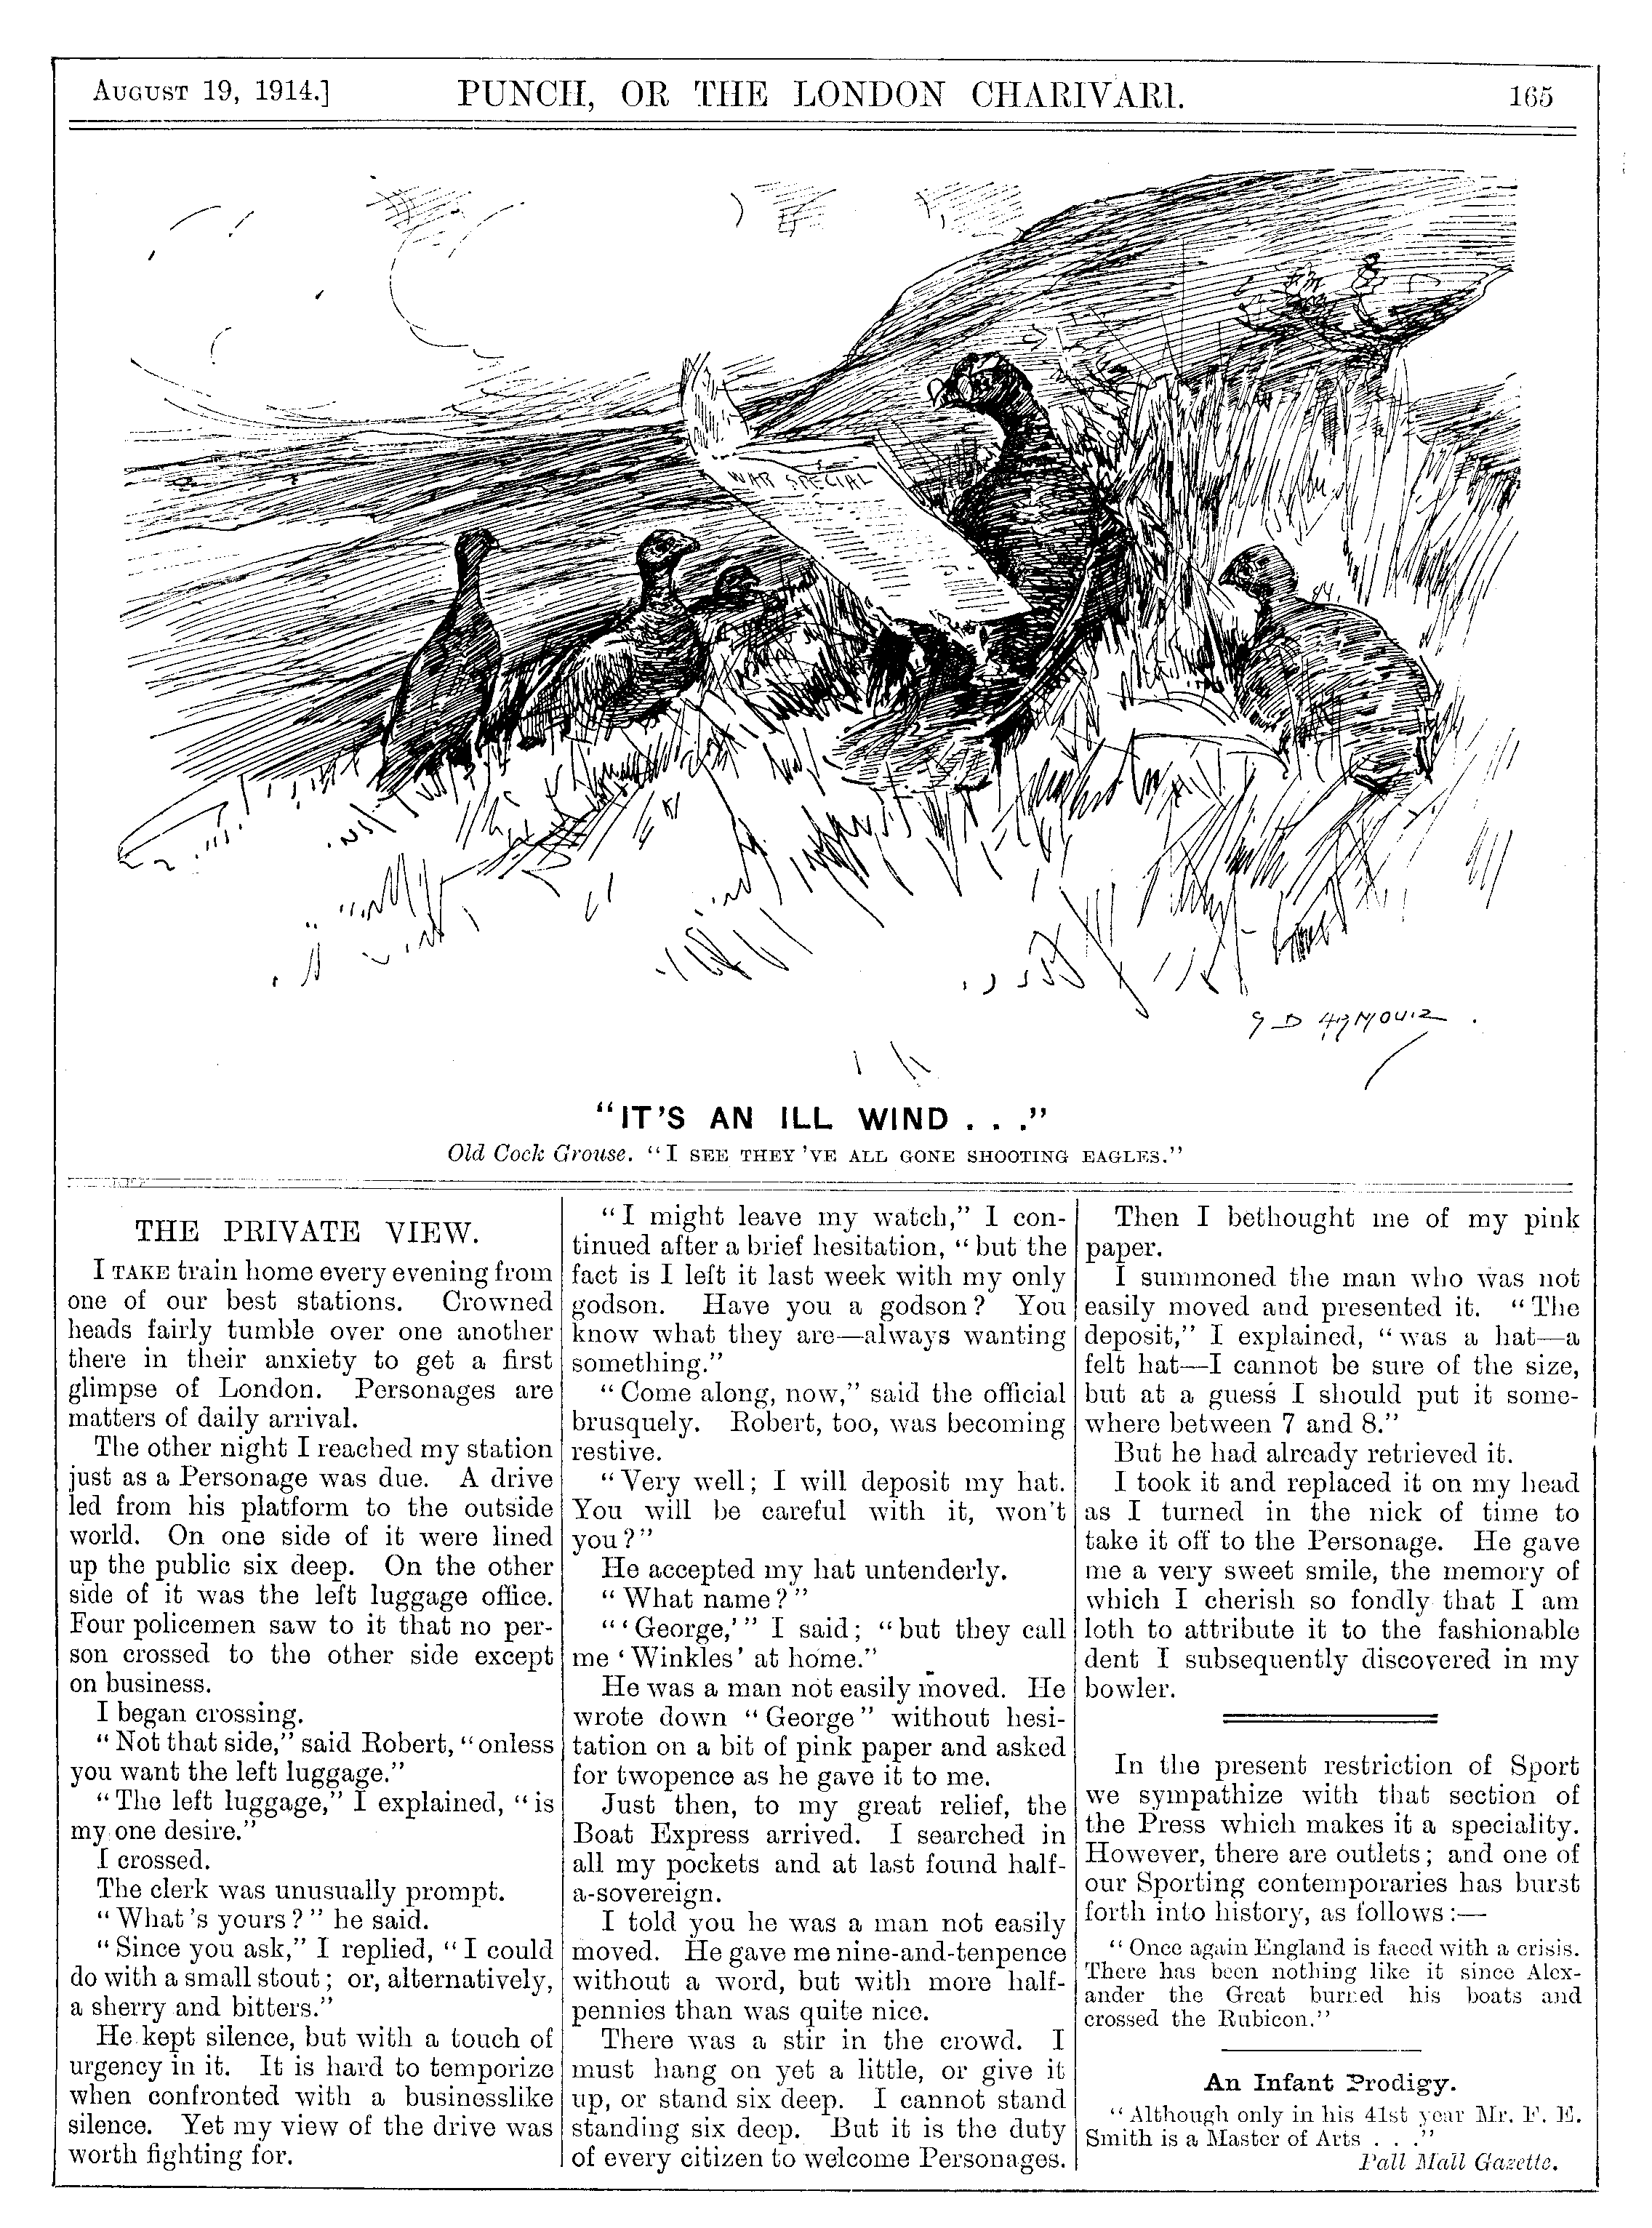 AUGUST 19, 1914.] PUNCH, OR THE LONDON CHARIVARI. 165
WAR SPECIAL
G D ARMOUR
"IT'S AN ILL WIND . . ."
Old Cock Grouse. "I SEE THEY 'VE ALL GONE SHOOTING EAGLES."
THE PRIVATE VIEW.
I TAKE train home every evening from
one of our best stations. Crowned
heads fairly tumble over one another
there in their anxiety to get a first
glimpse of London. Personages are
matters of daily arrival.
The other night I reached my station
just as a Personage was due. A drive
led from his platform to the outside
world. On one side of it were lined
up the public six deep. On the other
side of it was the left luggage office.
Four policemen saw to it that no per-
son crossed to the other side except
on business.
I began crossing.
"Not that side," said Robert, "onless
you want the left luggage."
"The left luggage," I explained, "is
my one desire."
I crossed.
The clerk was unusually prompt.
"What 's yours?" he said.
"Since you ask," I replied, "I could
do with a small stout; or, alternatively,
a sherry and bitters."
He kept silence, but with a touch of
urgency in it. It is hard to temporize
when confronted with a businesslike
silence. Yet my view of the drive was
worth fighting for.
"I might leave my watch," I con-
tinued after a brief hesitation, "but the
fact is I left it last week with my only
godson. Have you a godson? You
know what they are—always wanting
something."
"Come along, now," said the official
brusquely. Robert, too, was becoming
restive.
"Very well; I will deposit my hat.
You will be careful with it, won't
you?"
He accepted my hat untenderly.
"What name?"
"'George,'" I said; "but they call
me 'Winkles' at home."
He was a man not easily moved. He
wrote down "George" without hesi-
tation on a bit of pink paper and asked
for twopence as he gave it to me.
Just then, to my great relief, the
Boat Express arrived. I searched in
all my pockets and at last found half-
a-sovereign.
I told you he was a man not easily
moved. He gave me nine-and-tenpence
without a word, but with more half-
pennies than was quite nice.
There was a stir in the crowd. I
must hang on yet a little, or give it
up, or stand six deep. I cannot stand
standing six deep. But it is the duty
of every citizen to welcome Personages.
Then I bethought me of my pink
paper.
I summoned the man who was not
easily moved and presented it. "The
deposit," I explained, "was a hat—a
felt hat—I cannot be sure of the size,
but at a guess I should put it some-
where between 7 and 8."
But he had already retrieved it.
I took it and replaced it on my head
as I turned in the nick of time to
take it off to the Personage. He gave
me a very sweet smile, the memory of
which I cherish so fondly that I am
loth to attribute it to the fashionable
dent I subsequently discovered in my
bowler.
In the present restriction of Sport
we sympathize with that section of
the Press which makes it a speciality.
However, there are outlets; and one of
our Sporting contemporaries has burst
forth into history, as follows:—
"Once again England is faced with a crisis.
There has been nothing like it since Alex-
ander the Great burned his boats and
crossed the Rubicon."
An Infant Prodigy.
"Although only in his 41st year Mr. F. E.
Smith is a Master of Arts . . ."
Pall Mall Gazette.